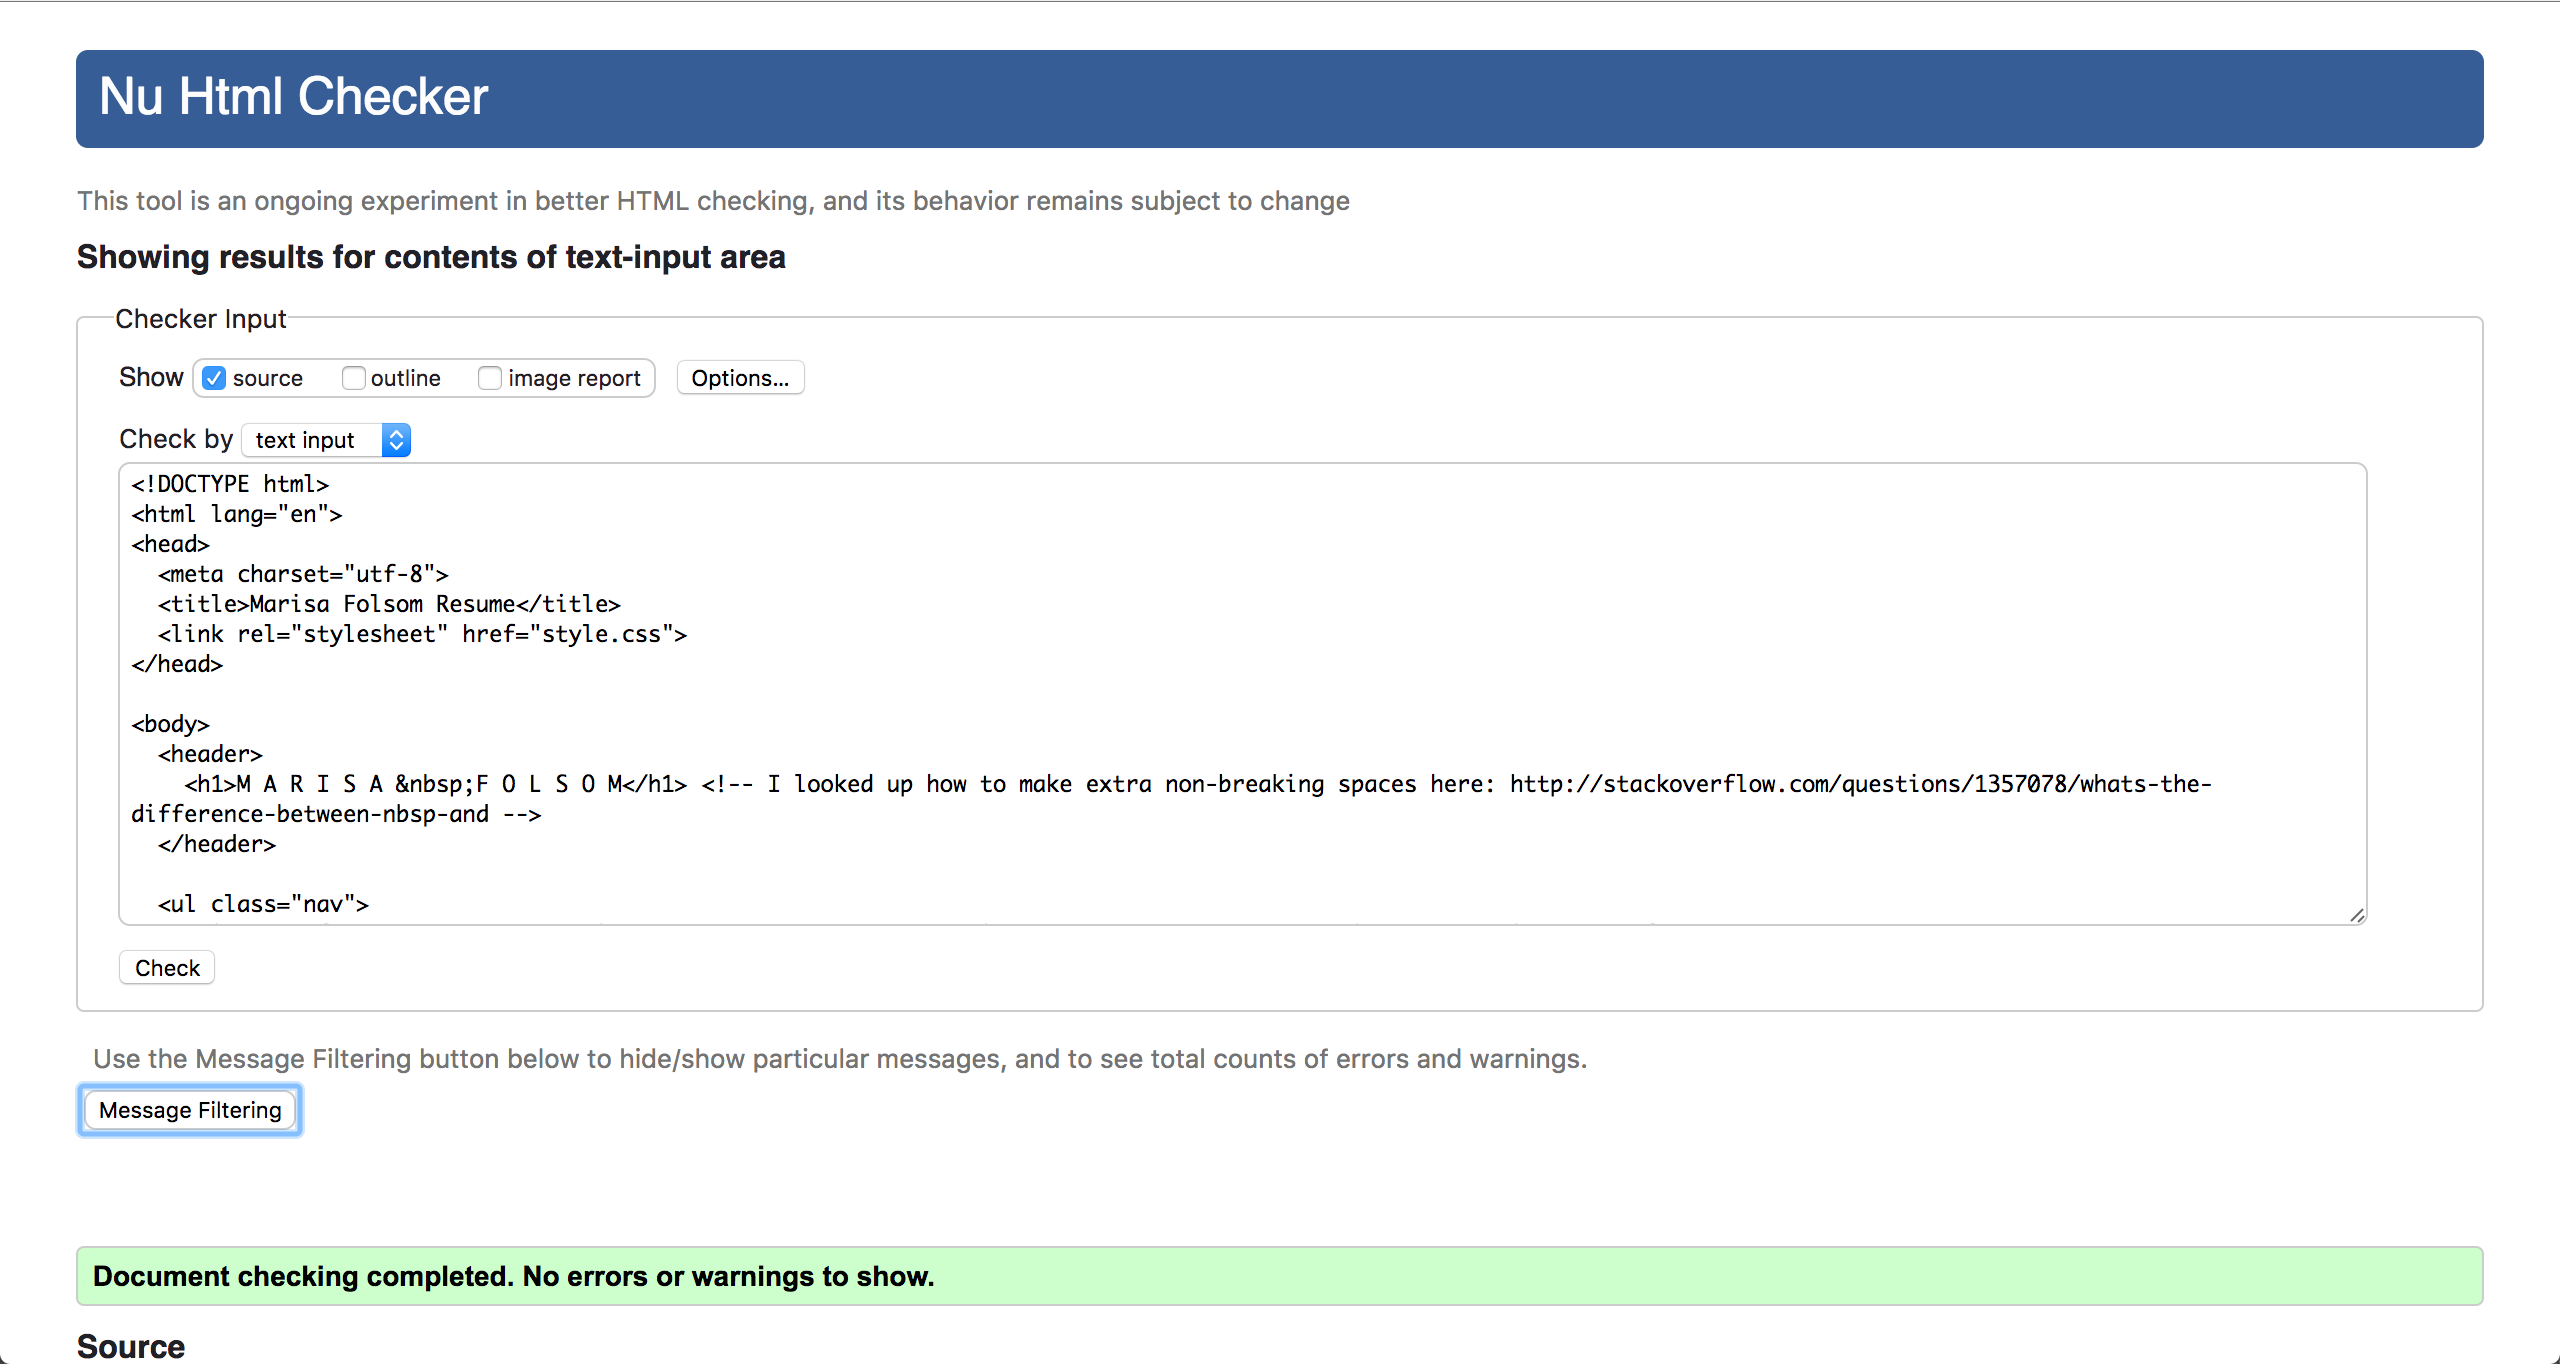 Nu Html Checker
This tool is an ongoing experiment in better HTML checking, and its behavior remains subject to change
Showing results for contents of text-input area
Checker Input
Show source outline image report Options...
Check by text input
<!DOCTYPE html>
<html lang="en">
<head>
  <meta charset="utf-8">
  <title>Marisa Folsom Resume</title>
  <link rel="stylesheet" href="style.css">
</head>
<body>
  <header>
    <h1>M A R I S A &nbsp;F O L S O M</h1> <!-- I looked up how to make extra non-breaking spaces here: http://stackoverflow.com/questions/1357078/whats-the-
difference-between-nbsp-and -->
  </header>
  <ul class="nav">
Check
Use the Message Filtering button below to hide/show particular messages, and to see total counts of errors and warnings.
Message Filtering
Document checking completed. No errors or warnings to show.
Source